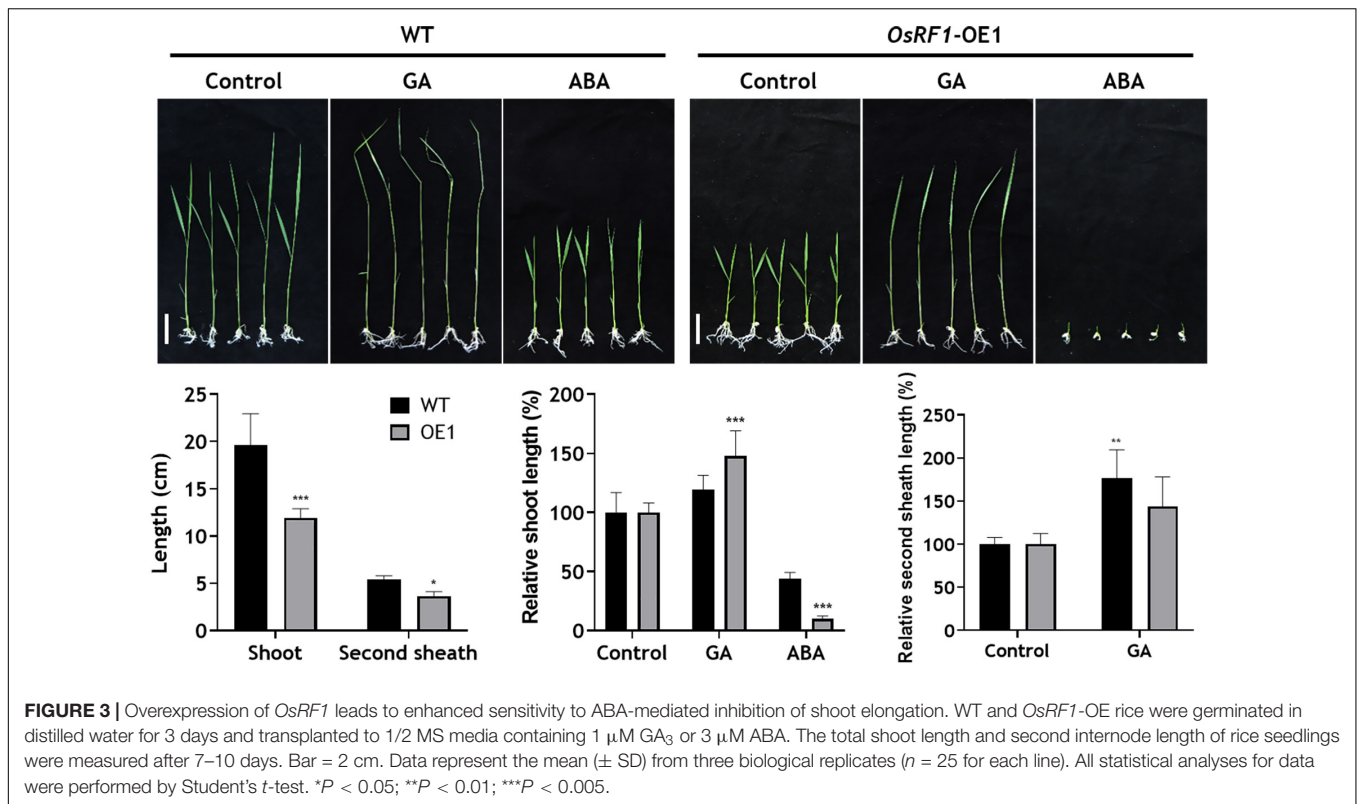 WT
OsRF1-OE1
Control GA ABA Control GA ABA
25
20
15
10
5
0
Length (cm)
WT
OE1
***
*
Shoot Second sheath
200
150
100
50
0
Relative shoot length (%)
***
***
Control GA ABA
250
200
150
100
50
0
Relative second sheath length (%)
**
Control GA
FIGURE 3 | Overexpression of OsRF1 leads to enhanced sensitivity to ABA-mediated inhibition of shoot elongation. WT and OsRF1-OE rice were germinated in
distilled water for 3 days and transplanted to 1/2 MS media containing 1 μM GA₃ or 3 μM ABA. The total shoot length and second internode length of rice seedlings
were measured after 7–10 days. Bar = 2 cm. Data represent the mean (± SD) from three biological replicates (n = 25 for each line). All statistical analyses for data
were performed by Student's t-test. *P < 0.05; **P < 0.01; ***P < 0.005.